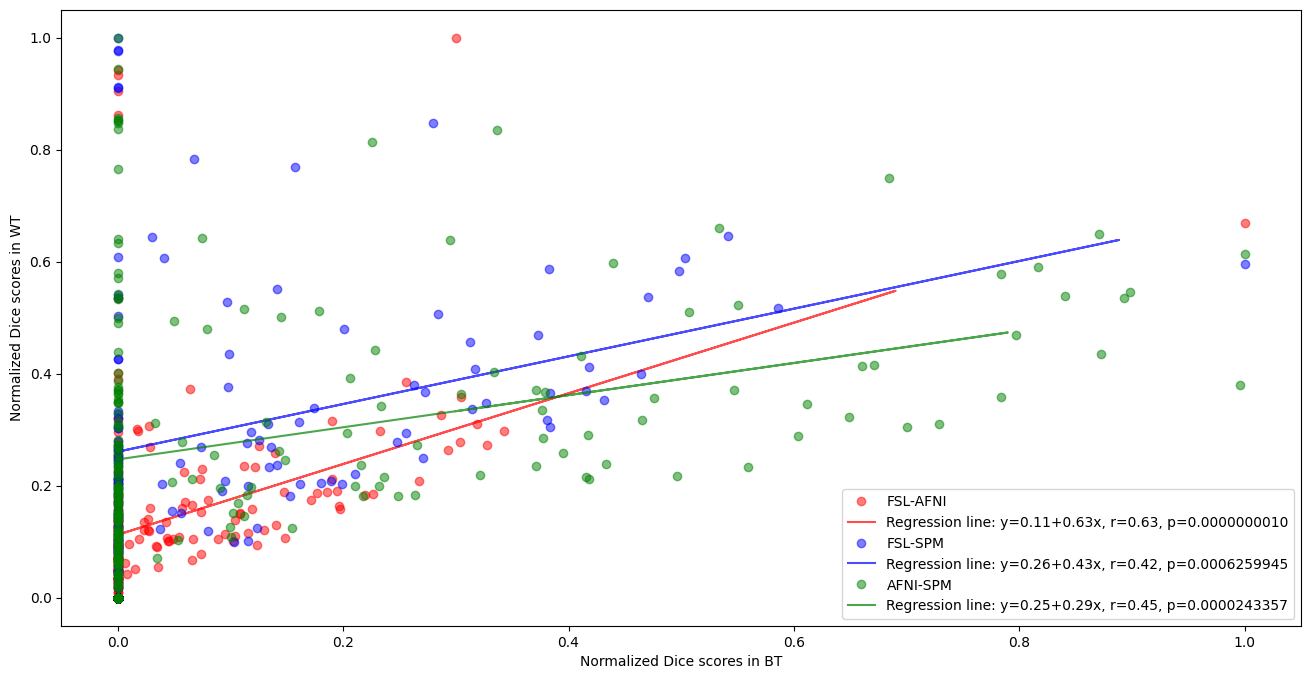 1.0
0.8
0.6
0.4
0.2
0.0
Normalized Dice scores in WT
FSL-AFNI
Regression line: y=0.11+0.63x, r=0.63, p=0.0000000010
FSL-SPM
Regression line: y=0.26+0.43x, r=0.42, p=0.0006259945
AFNI-SPM
Regression line: y=0.25+0.29x, r=0.45, p=0.0000243357
0.0 0.2 0.4 0.6 0.8 1.0
Normalized Dice scores in BT